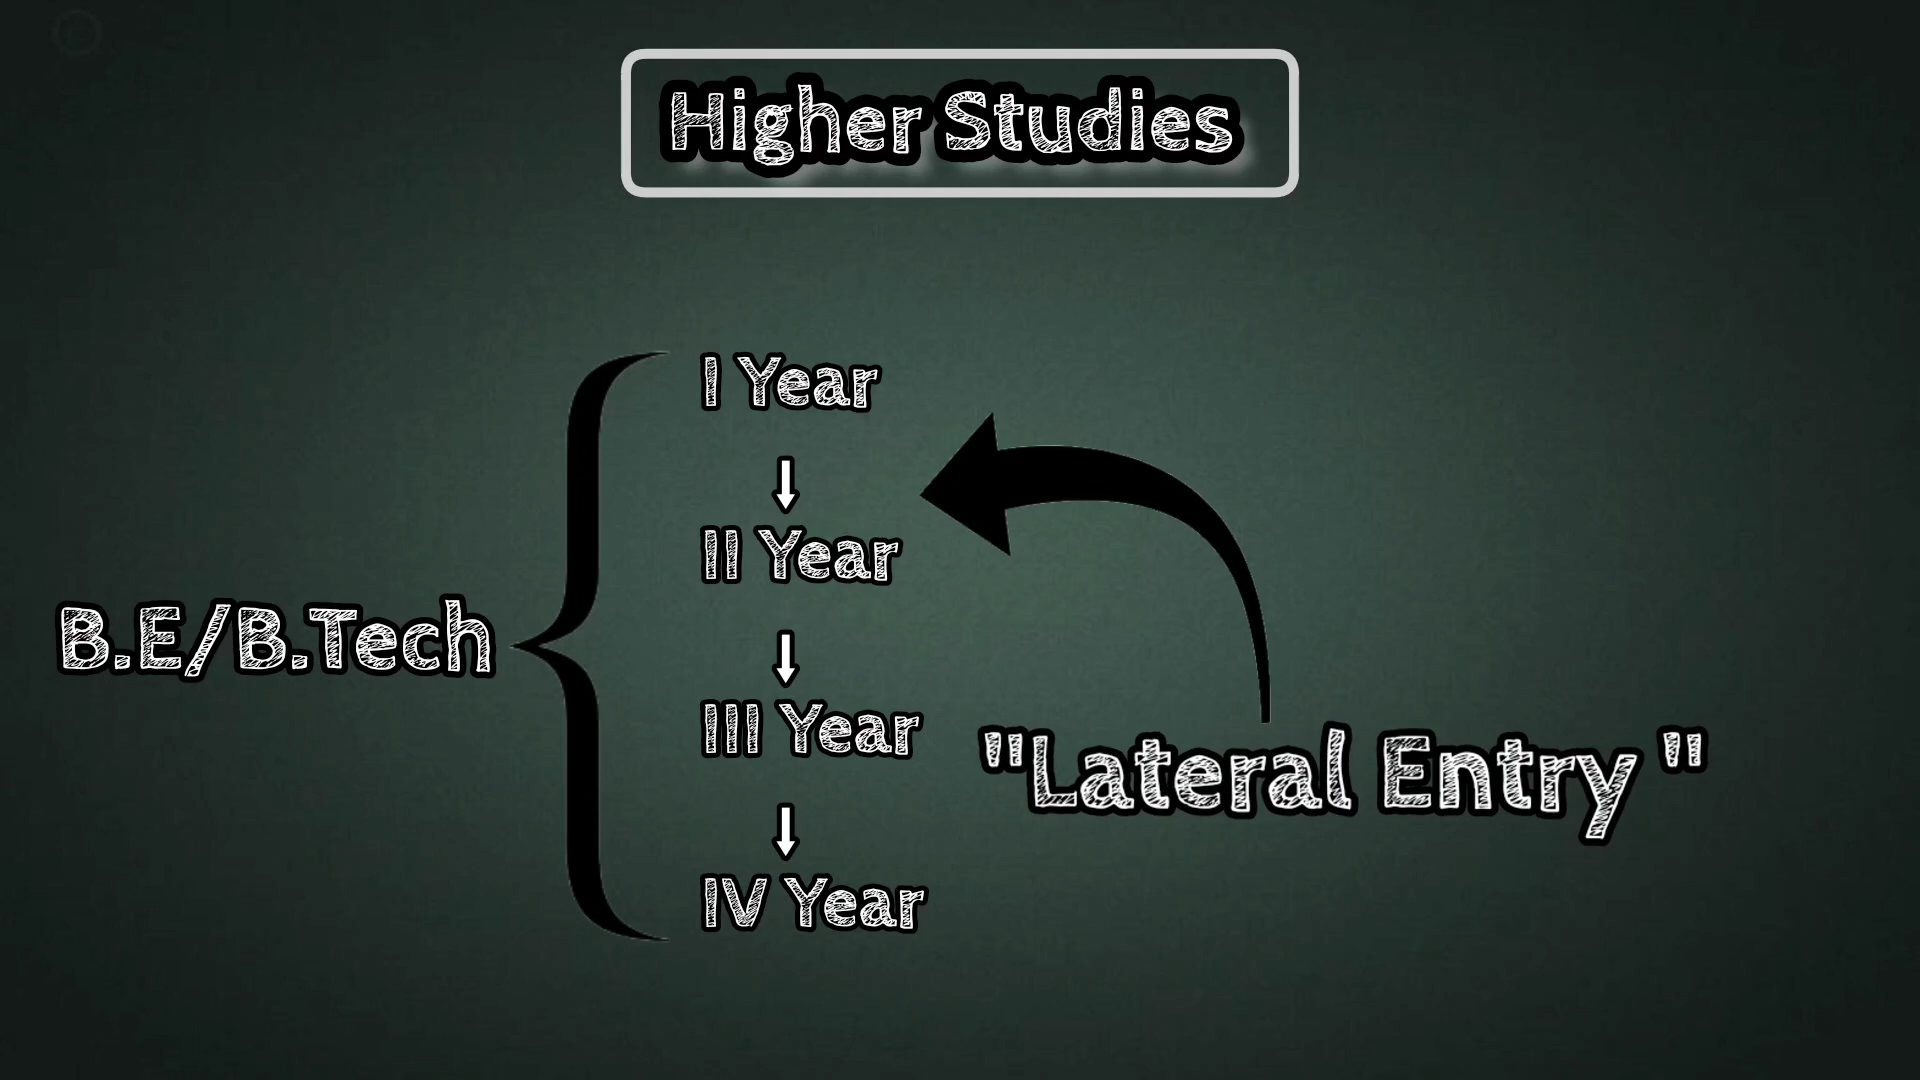 Higher Studies
I Year
II Year
B.E/B.Tech
III Year
"Lateral Entry "
IV Year